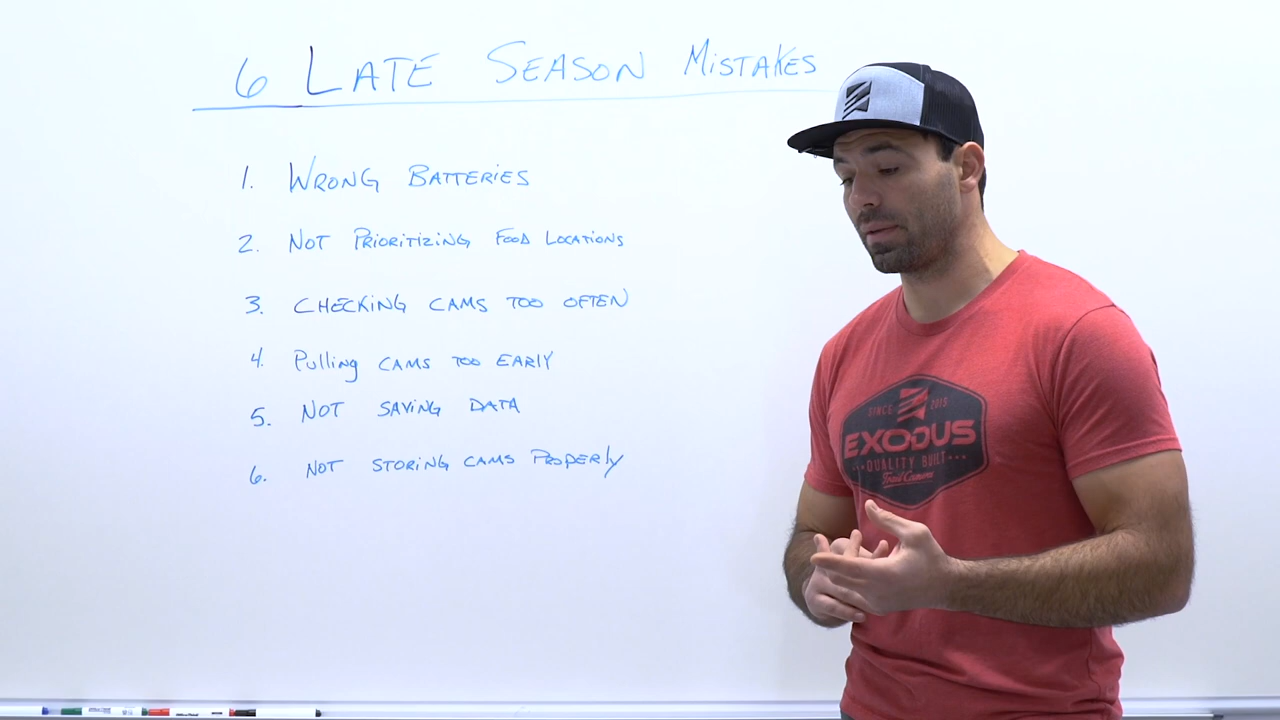 6 LATE SEASON MISTAKES
1. WRONG BATTERIES
2. NOT PRIORITIZING FOOD LOCATIONS
3. CHECKING CAMS TOO OFTEN
4. Pulling CAMS TOO EARLY
5. NOT SAVING DATA
6. NOT STORING CAMS PROPERLY
SINCE 2015
EXODUS
QUALITY BUILT
Trail Cameras